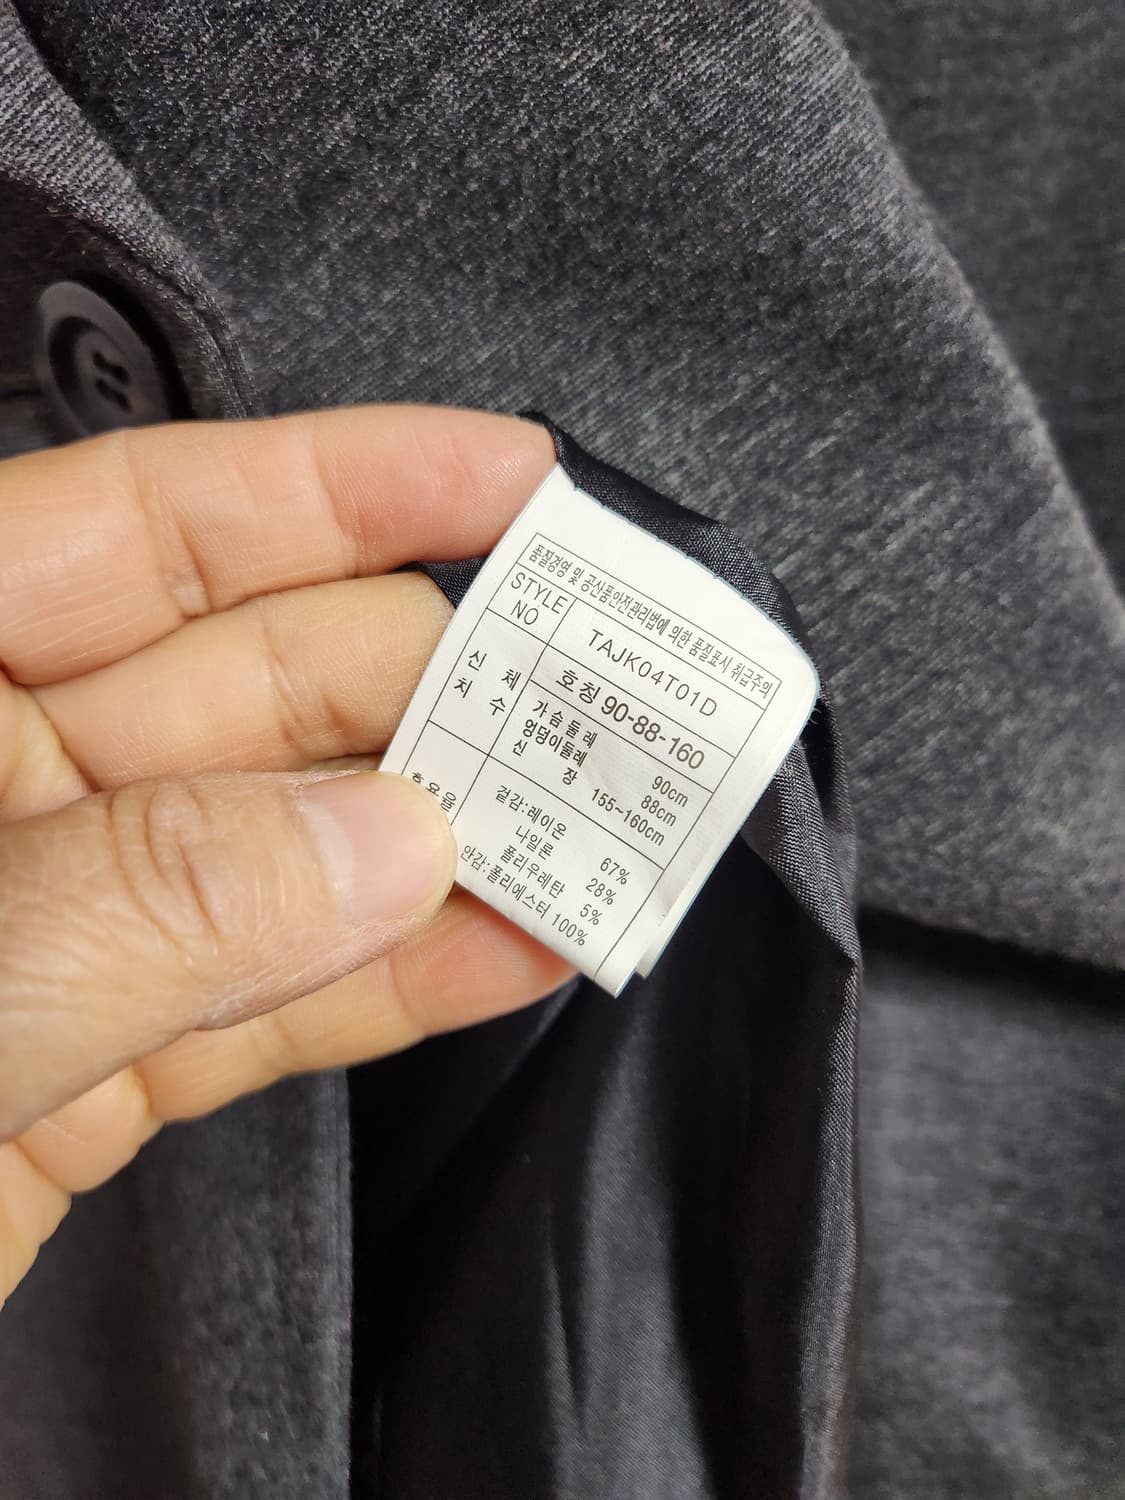 품질경영 및 공산품안전관리법에 의한 품질표시 취급주의
STYLE NO TAJK04T01D
신체 치수
호칭 90-88-160
가슴둘레 90cm
엉덩이둘레 88cm
신장 155~160cm
혼용율
겉감:레이온 67%
나일론 28%
폴리우레탄 5%
안감:폴리에스터 100%